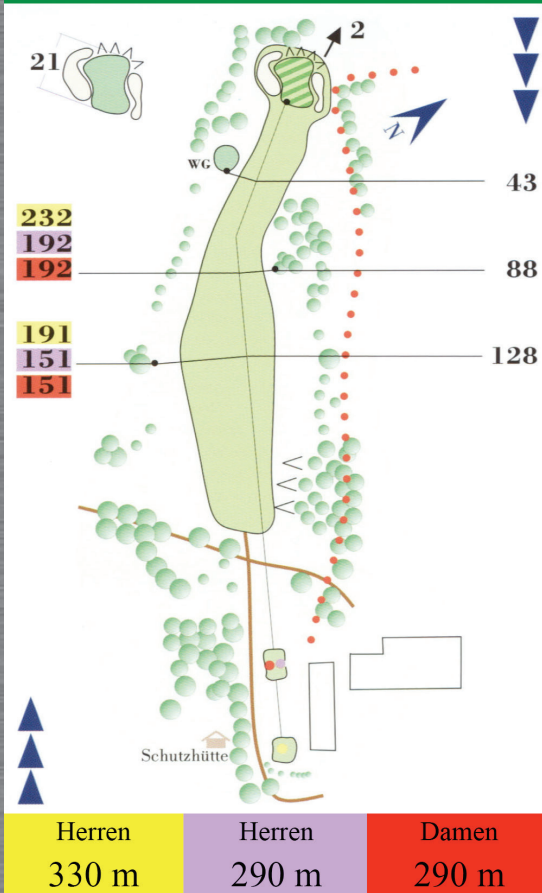 2
21
N
WG
43
232
192
192
88
191
151
151
128
Schutzhütte
Herren
330 m
Herren
290 m
Damen
290 m